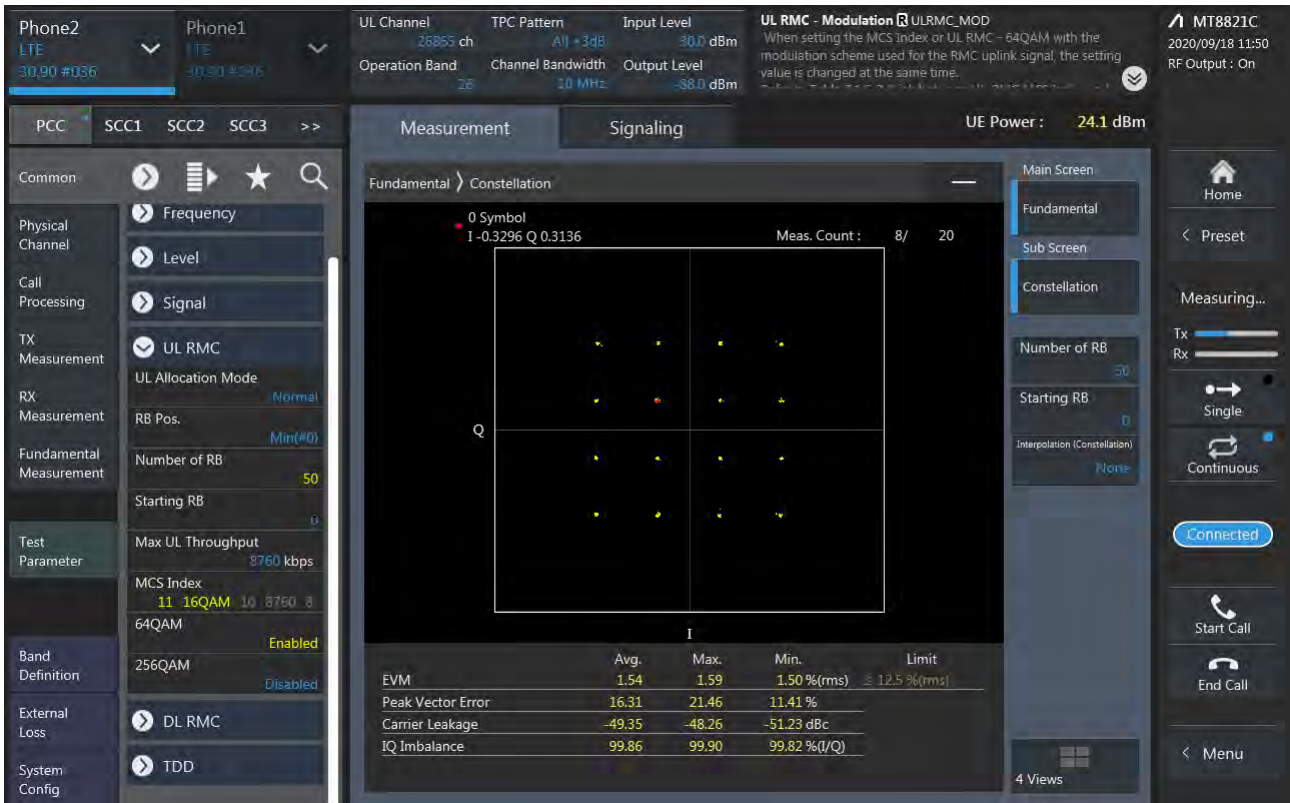 Phone2
LTE
30,90 #036
Phone1
LTE
UL Channel
26865 ch
Operation Band
26
TPC Pattern
All +3dB
Channel Bandwidth
10 MHz
Input Level
30.0 dBm
Output Level
-88.0 dBm
UL RMC - Modulation R ULRMC_MOD
When setting the MCS Index or UL RMC – 64QAM with the
modulation scheme used for the RMC uplink signal, the setting
value is changed at the same time.
MT8821C
2020/09/18 11:50
RF Output : On
PCC SCC1 SCC2 SCC3 >>
Measurement
Signaling
UE Power : 24.1 dBm
Common
Physical
Channel
Call
Processing
TX
Measurement
RX
Measurement
Fundamental
Measurement
Test
Parameter
Band
Definition
External
Loss
System
Config
Frequency
Level
Signal
UL RMC
UL Allocation Mode
Normal
RB Pos.
Min(#0)
Number of RB
50
Starting RB
0
Max UL Throughput
8760 kbps
MCS Index
11 16QAM 10 8760 8
64QAM
Enabled
256QAM
Disabled
DL RMC
TDD
Fundamental 〉 Constellation
0 Symbol
I -0.3296 Q 0.3136
Meas. Count : 8/ 20
Q
I
Avg. Max. Min. Limit
EVM 1.54 1.59 1.50 %(rms) ≤ 12.5 %(rms)
Peak Vector Error 16.31 21.46 11.41 %
Carrier Leakage -49.35 -48.26 -51.23 dBc
IQ Imbalance 99.86 99.90 99.82 %(I/Q)
Main Screen
Fundamental
Sub Screen
Constellation
Number of RB
50
Starting RB
0
Interpolation (Constellation)
None
4 Views
Home
< Preset
Measuring...
Tx
Rx
Single
Continuous
Connected
Start Call
End Call
< Menu